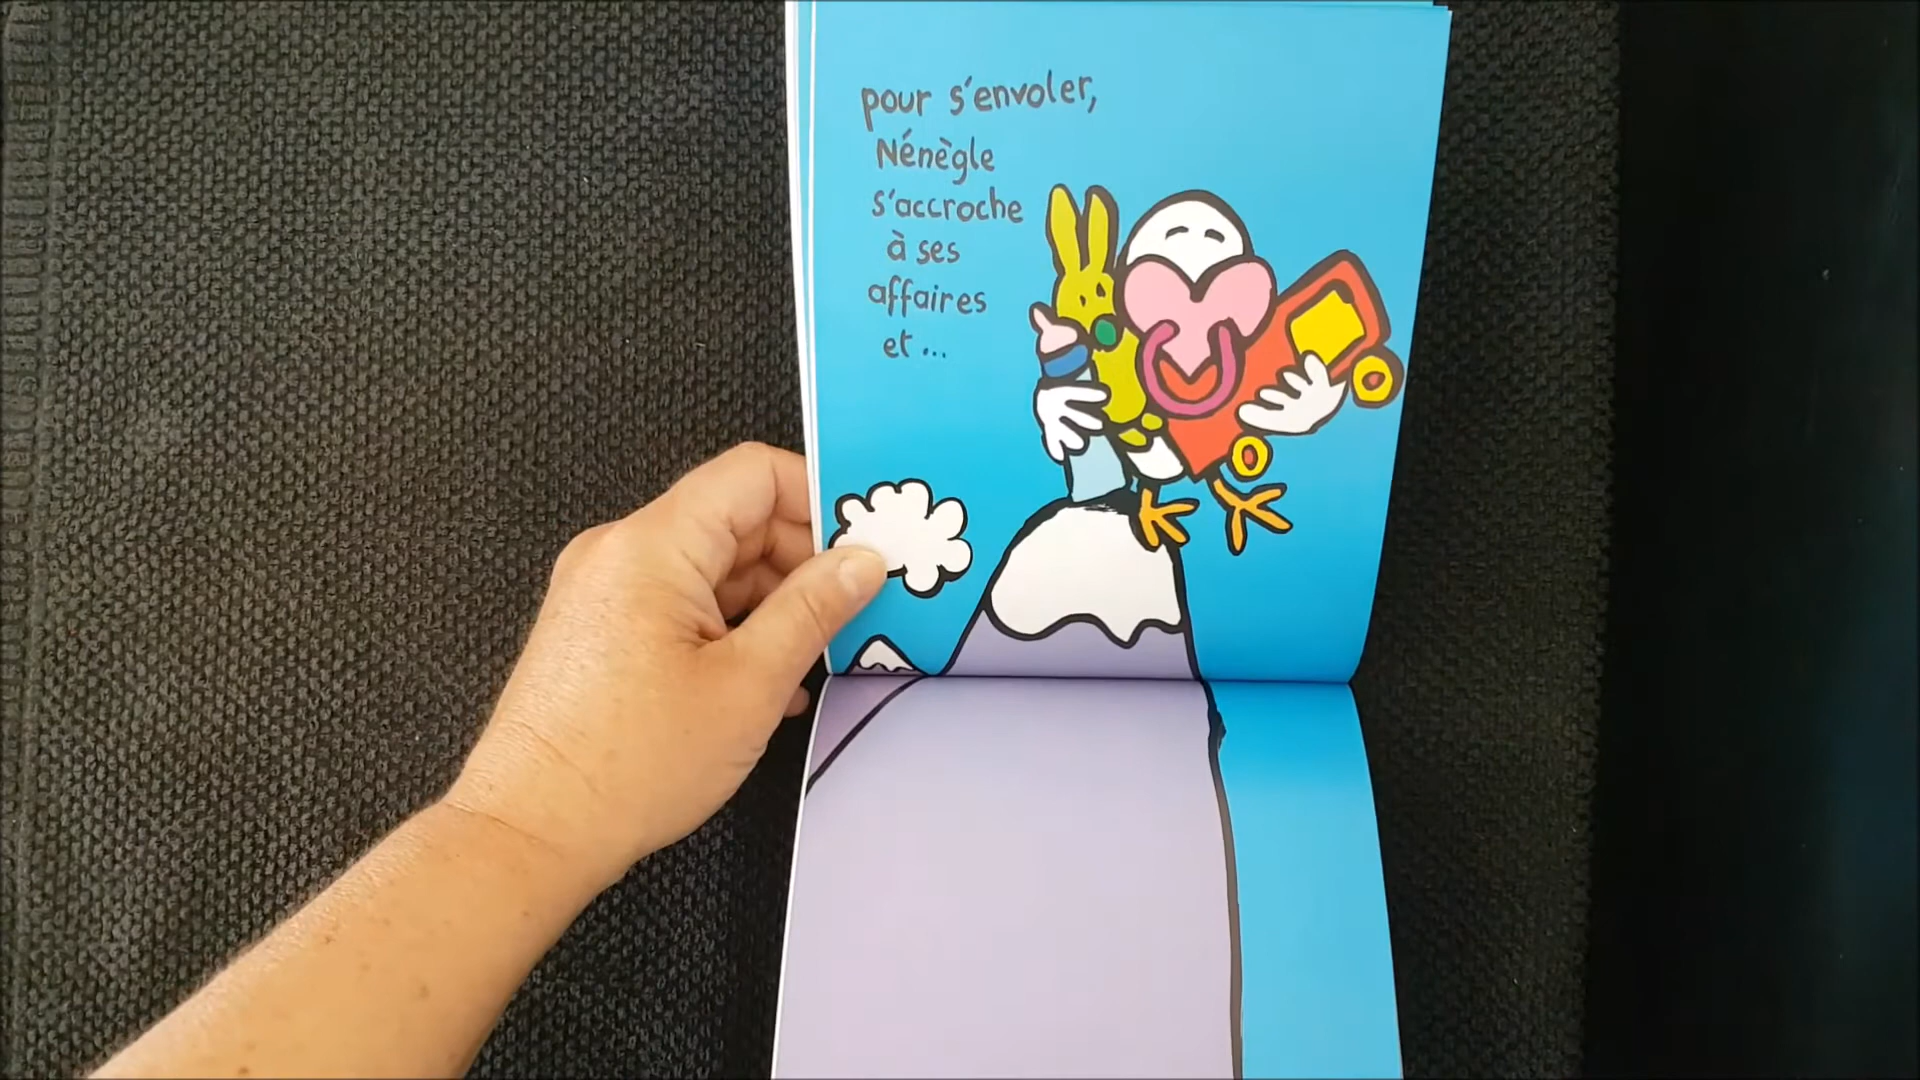 pour s'envoler,
Nénègle
s'accroche
à ses
affaires
et ...